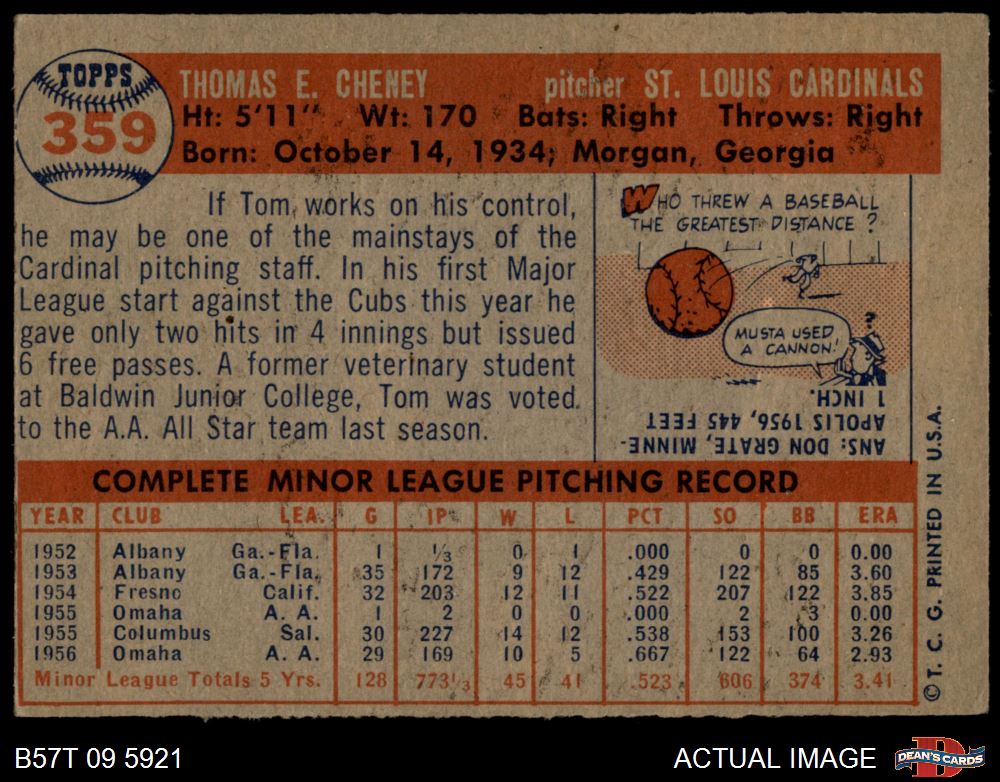 TOPPS
359
THOMAS E. CHENEY pitcher ST. LOUIS CARDINALS
Ht: 5'11" Wt: 170 Bats: Right Throws: Right
Born: October 14, 1934; Morgan, Georgia
If Tom works on his control,
he may be one of the mainstays of the
Cardinal pitching staff. In his first Major
League start against the Cubs this year he
gave only two hits in 4 innings but issued
6 free passes. A former veterinary student
at Baldwin Junior College, Tom was voted
to the A.A. All Star team last season.
WHO THREW A BASEBALL
THE GREATEST DISTANCE ?
?
MUSTA USED
A CANNON!
ANS: DON GRATE, MINNE-
APOLIS 1956, 445 FEET
1 INCH.
COMPLETE MINOR LEAGUE PITCHING RECORD
YEAR CLUB LEA. G IP W L PCT SO BB ERA
1952 Albany Ga.-Fla. 1 1/3 0 1 .000 0 0 0.00
1953 Albany Ga.-Fla. 35 172 9 12 .429 122 85 3.60
1954 Fresno Calif. 32 203 12 11 .522 207 122 3.85
1955 Omaha A. A. 1 2 0 0 .000 2 3 0.00
1955 Columbus Sal. 30 227 14 12 .538 153 100 3.26
1956 Omaha A. A. 29 169 10 5 .667 122 64 2.93
Minor League Totals 5 Yrs. 128 773 1/3 45 41 .523 606 374 3.41
© T. C. G. PRINTED IN U.S.A.
B57T 09 5921 ACTUAL IMAGE
D
DEAN'S CARDS